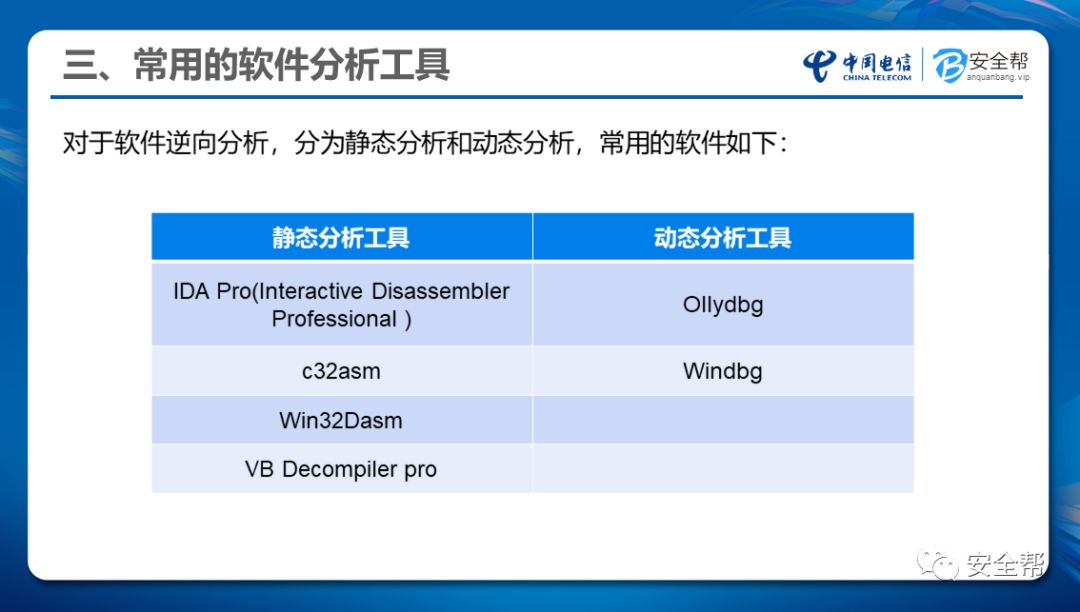 三、常用的软件分析工具
中国电信
CHINA TELECOM
安全帮
anquanbang.vip
对于软件逆向分析，分为静态分析和动态分析，常用的软件如下：
静态分析工具 动态分析工具
IDA Pro(Interactive Disassembler
Professional )
Ollydbg
c32asm Windbg
Win32Dasm
VB Decompiler pro
安全帮